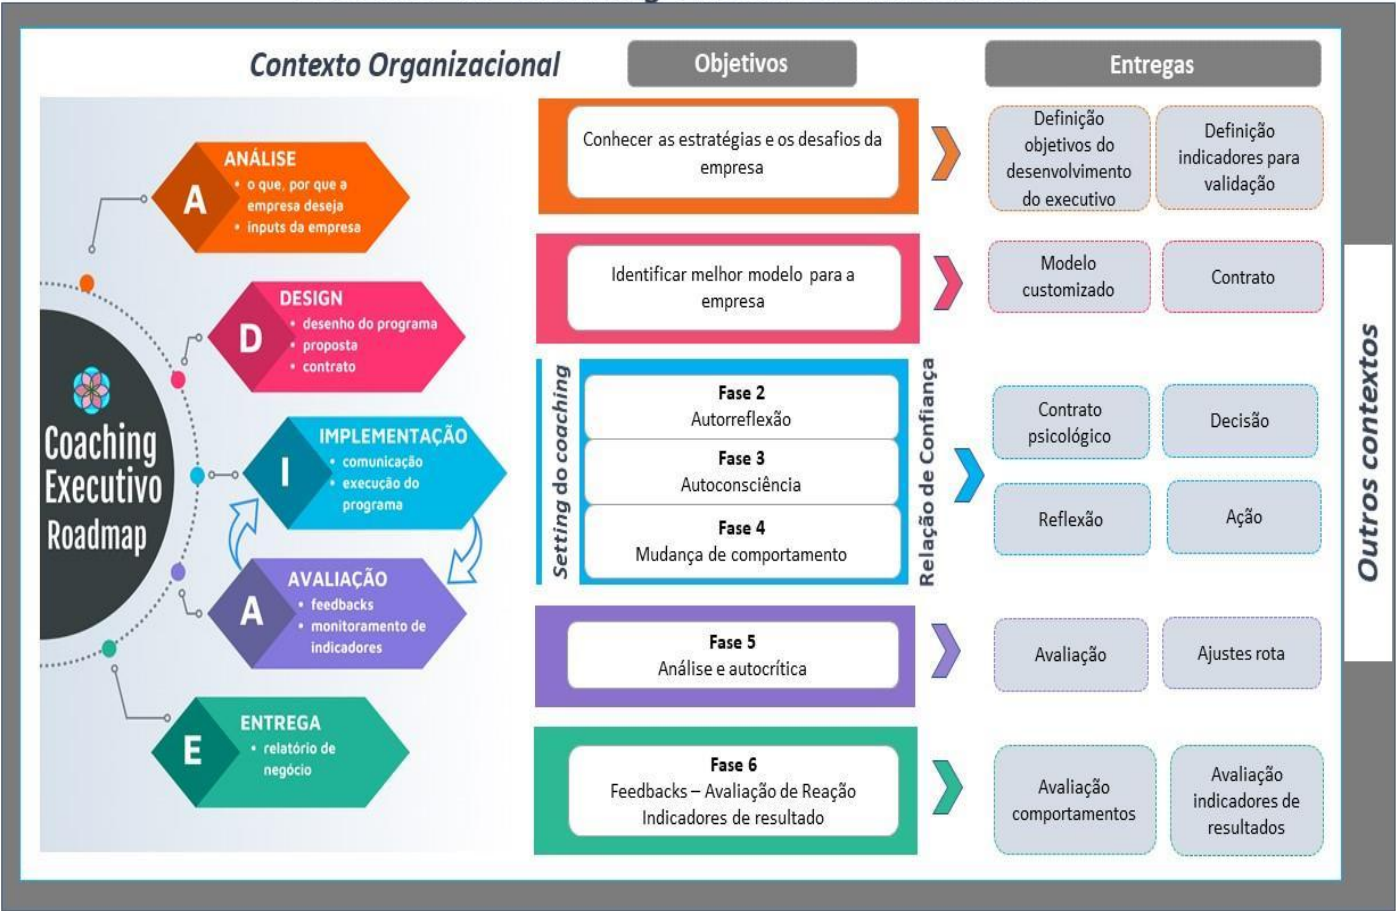 Contexto Organizacional
Objetivos
Entregas
Coaching
Executivo
Roadmap
A
ANÁLISE
• o que, por que a
empresa deseja
• inputs da empresa
Conhecer as estratégias e os desafios da
empresa
Definição
objetivos do
desenvolvimento
do executivo
Definição
indicadores para
validação
D
DESIGN
• desenho do programa
• proposta
• contrato
Identificar melhor modelo para a
empresa
Modelo
customizado
Contrato
I
IMPLEMENTAÇÃO
• comunicação
• execução do
programa
Setting do coaching
Fase 2
Autorreflexão
Fase 3
Autoconsciência
Fase 4
Mudança de comportamento
Relação de Confiança
Contrato
psicológico
Decisão
Reflexão
Ação
A
AVALIAÇÃO
• feedbacks
• monitoramento de
indicadores
Fase 5
Análise e autocrítica
Avaliação
Ajustes rota
E
ENTREGA
• relatório de
negócio
Fase 6
Feedbacks – Avaliação de Reação
Indicadores de resultado
Avaliação
comportamentos
Avaliação
indicadores de
resultados
Outros contextos